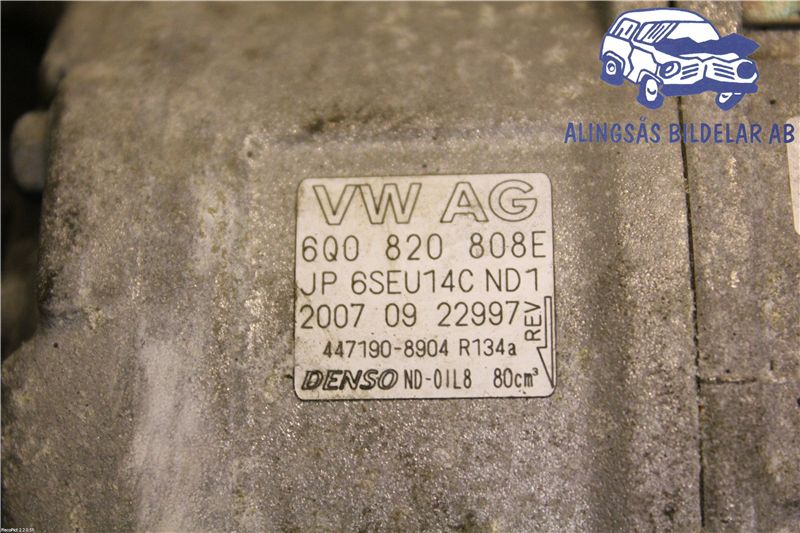 ALINGSÅS BILDELAR AB
VW AG
6Q0 820 808E
JP 6SEU14C ND1
2007 09 22997
REV
447190-8904 R134a
DENSO ND-OIL8 80cm³